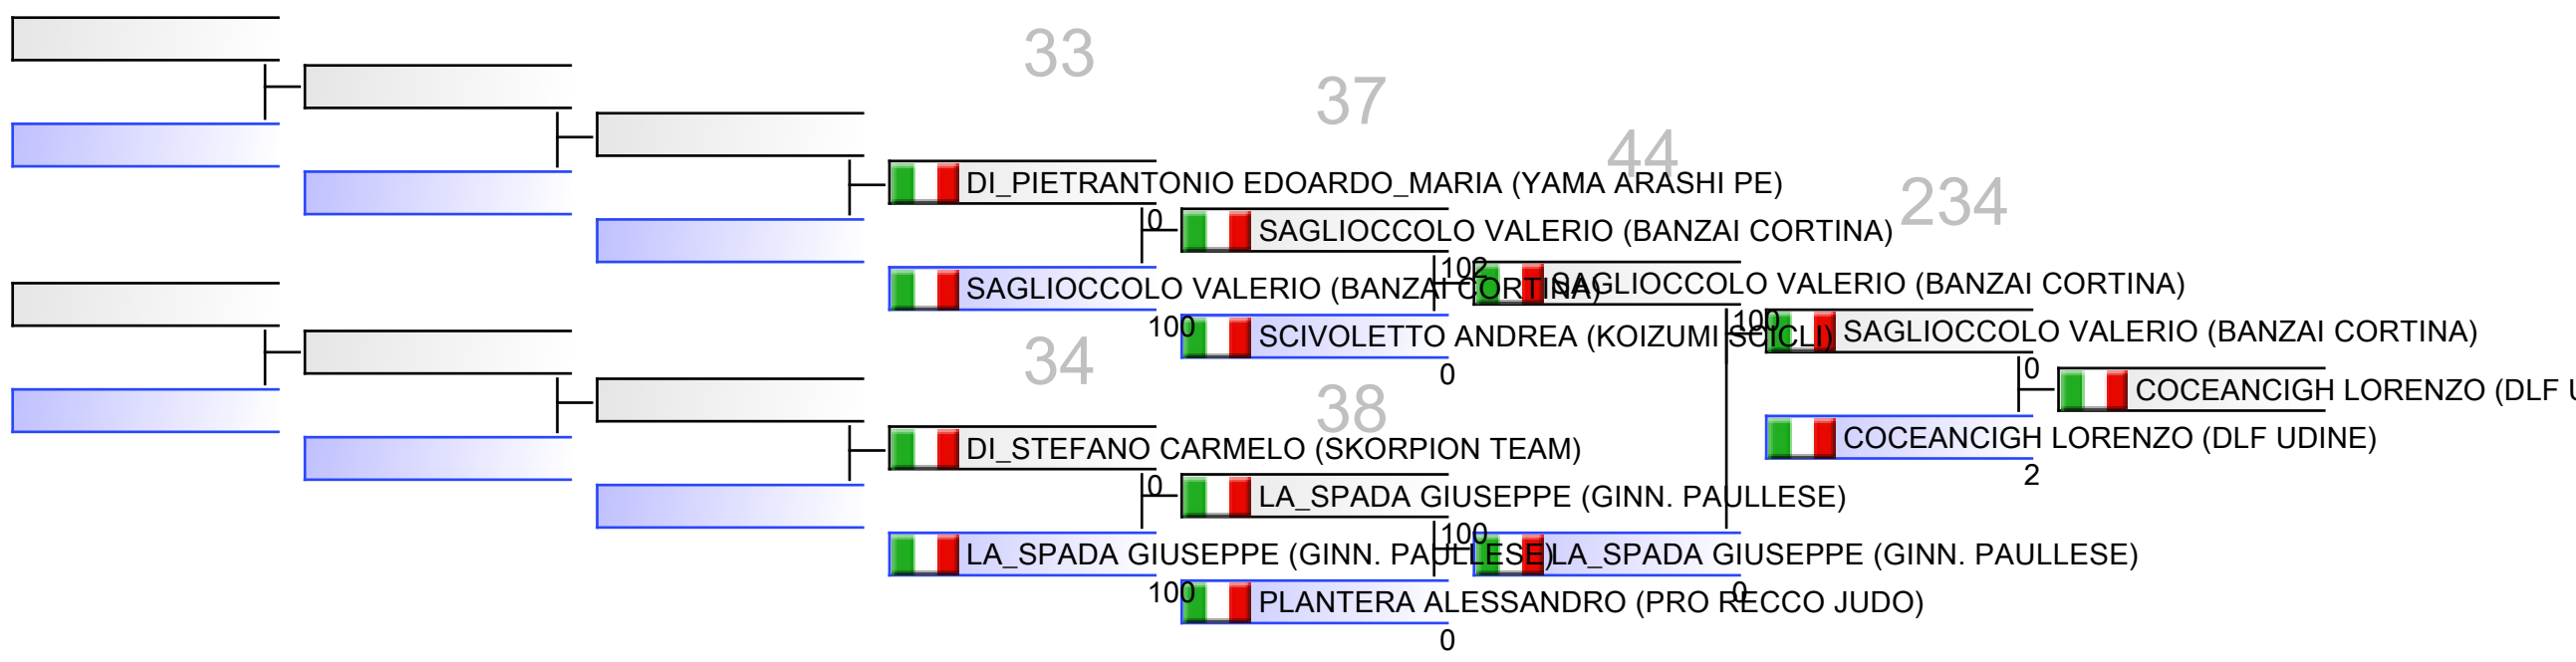 33
37
44
DI_PIETRANTONIO EDOARDO_MARIA (YAMA ARASHI PE)
234
0
SAGLIOCCOLO VALERIO (BANZAI CORTINA)
102
SAGLIOCCOLO VALERIO (BANZAI CORTINA)
SAGLIOCCOLO VALERIO (BANZAI CORTINA)
100
SCIVOLETTO ANDREA (KOIZUMI SCICLI)
100
SAGLIOCCOLO VALERIO (BANZAI CORTINA)
34
0
0
38
COCEANCIGH LORENZO (DLF U
DI_STEFANO CARMELO (SKORPION TEAM)
COCEANCIGH LORENZO (DLF UDINE)
2
0
LA_SPADA GIUSEPPE (GINN. PAULLESE)
100
LA_SPADA GIUSEPPE (GINN. PAULLESE)
LA_SPADA GIUSEPPE (GINN. PAULLESE)
100
PLANTERA ALESSANDRO (PRO RECCO JUDO)
0
0